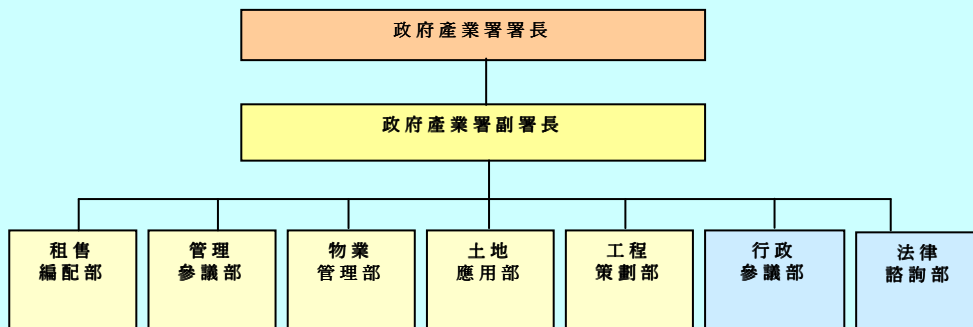 政府產業署署長
政府產業署副署長
租售
編配部
管理
參議部
物業
管理部
土地
應用部
工程
策劃部
行政
參議部
法律
諮詢部